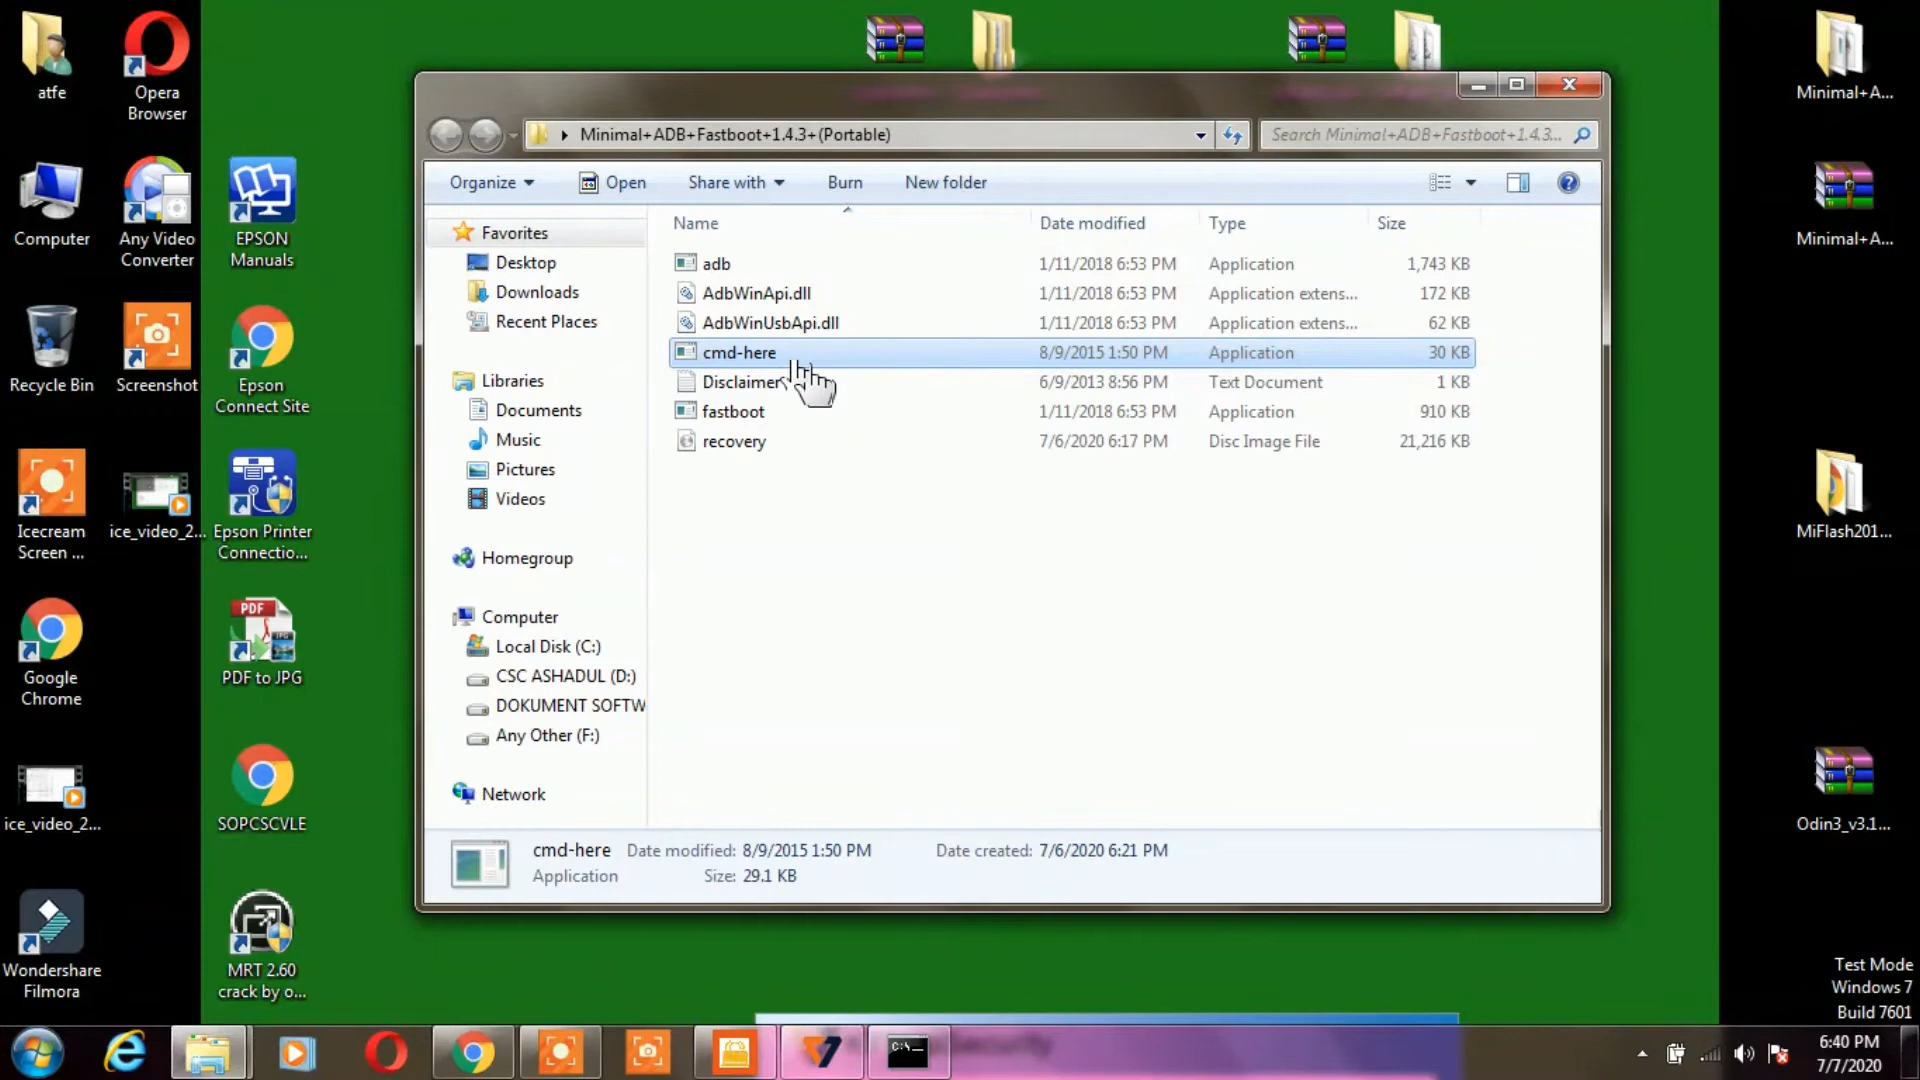 atfe
Opera
Browser
Computer
Any Video
Converter
EPSON
Manuals
Recycle Bin
Screenshot
Epson
Connect Site
Icecream
Screen ...
ice_video_2...
Epson Printer
Connectio...
Google
Chrome
PDF
PDF to JPG
ice_video_2...
SOPCSCVLE
Wondershare
Filmora
MRT 2.60
crack by o...
Minimal+ADB+Fastboot+1.4.3+(Portable)
Search Minimal+ADB+Fastboot+1.4.3...
Organize
Open
Share with
Burn
New folder
Name
Date modified
Type
Size
Favorites
Desktop
Downloads
Recent Places
Libraries
Documents
Music
Pictures
Videos
Homegroup
Computer
Local Disk (C:)
CSC ASHADUL (D:)
DOKUMENT SOFTW
Any Other (F:)
Network
adb 1/11/2018 6:53 PM Application 1,743 KB
AdbWinApi.dll 1/11/2018 6:53 PM Application extens... 172 KB
AdbWinUsbApi.dll 1/11/2018 6:53 PM Application extens... 62 KB
cmd-here 8/9/2015 1:50 PM Application 30 KB
Disclaimer 6/9/2013 8:56 PM Text Document 1 KB
fastboot 1/11/2018 6:53 PM Application 910 KB
recovery 7/6/2020 6:17 PM Disc Image File 21,216 KB
cmd-here Date modified: 8/9/2015 1:50 PM Date created: 7/6/2020 6:21 PM
Application Size: 29.1 KB
Minimal+A...
Minimal+A...
MiFlash201...
Odin3_v3.1...
Test Mode
Windows 7
Build 7601
C:\
Security
6:40 PM
7/7/2020